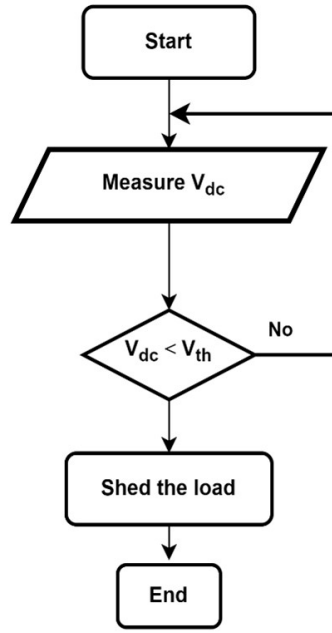 Start
Measure V_dc
V_dc < V_th
No
Shed the load
End